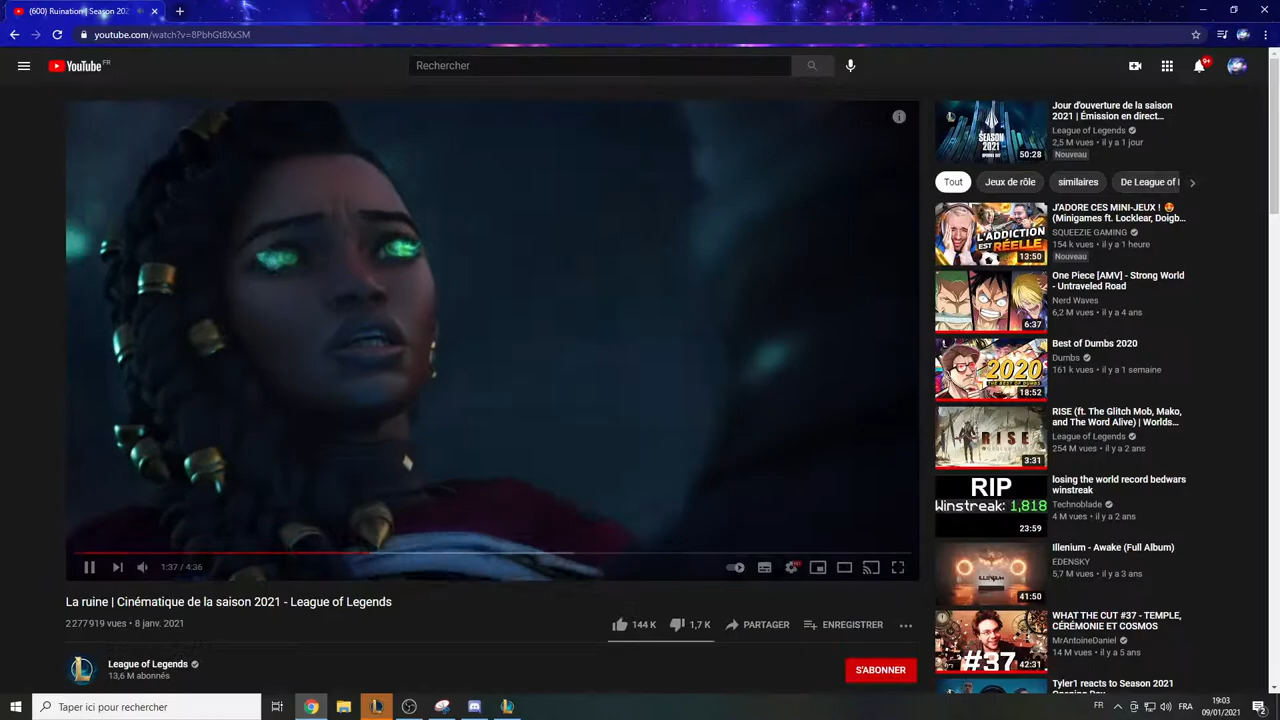 (600) Ruination | Season 202
youtube.com/watch?v=8PbhGt8XxSM
YouTube FR
Rechercher
9+
1:37 / 4:36
La ruine | Cinématique de la saison 2021 - League of Legends
2 277 919 vues • 8 janv. 2021
144 K
1,7 K
PARTAGER
ENREGISTRER
League of Legends
13,6 M abonnés
S'ABONNER
SEASON
2021
50:28
Jour d'ouverture de la saison
2021 | Émission en direct...
League of Legends
2,5 M vues • il y a 1 jour
Nouveau
Tout
Jeux de rôle
similaires
De League of l
L'ADDICTION
EST RÉELLE
13:50
J'ADORE CES MINI-JEUX ! 😍
(Minigames ft. Locklear, Doigb...
SQUEEZIE GAMING
154 k vues • il y a 1 heure
Nouveau
6:37
One Piece [AMV] - Strong World
- Untraveled Road
Nerd Waves
6,2 M vues • il y a 4 ans
2020
THE BEST OF DUMBS
18:52
Best of Dumbs 2020
Dumbs
161 k vues • il y a 1 semaine
RISE
3:31
RISE (ft. The Glitch Mob, Mako,
and The Word Alive) | Worlds...
League of Legends
254 M vues • il y a 2 ans
RIP
Winstreak: 1,818
23:59
losing the world record bedwars
winstreak
Technoblade
4 M vues • il y a 2 ans
ILLENIUM
41:50
Illenium - Awake (Full Album)
EDENSKY
5,7 M vues • il y a 3 ans
#37
42:31
WHAT THE CUT #37 - TEMPLE,
CÉRÉMONIE ET COSMOS
MrAntoineDaniel
14 M vues • il y a 5 ans
Tyler1 reacts to Season 2021
Taper ici pour rechercher
FR
FRA
19:03
09/01/2021
2